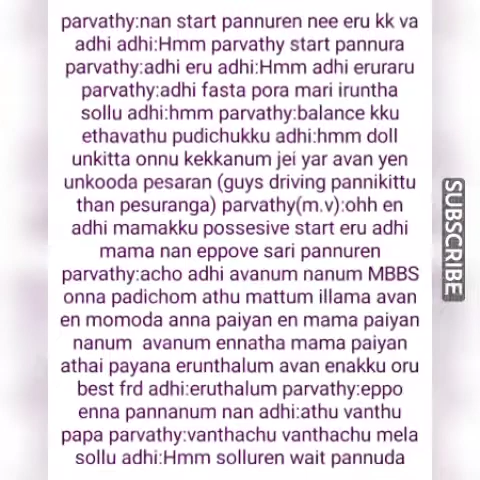 parvathy:nan start pannuren nee eru kk va
adhi adhi:Hmm parvathy start pannura
parvathy:adhi eru adhi:Hmm adhi eruraru
parvathy:adhi fasta pora mari iruntha
sollu adhi:hmm parvathy:balance kku
ethavathu pudichukku adhi:hmm doll
unkitta onnu kekkanum jei yar avan yen
unkooda pesaran (guys driving pannikittu
than pesuranga) parvathy(m.v):ohh en
adhi mamakku possesive start eru adhi
mama nan eppove sari pannuren
parvathy:acho adhi avanum nanum MBBS
onna padichom athu mattum illama avan
en momoda anna paiyan en mama paiyan
nanum avanum ennatha mama paiyan
athai payana erunthalum avan enakku oru
best frd adhi:eruthalum parvathy:eppo
enna pannanum nan adhi:athu vanthu
papa parvathy:vanthachu vanthachu mela
sollu adhi:Hmm solluren wait pannuda
SUBSCRIBE